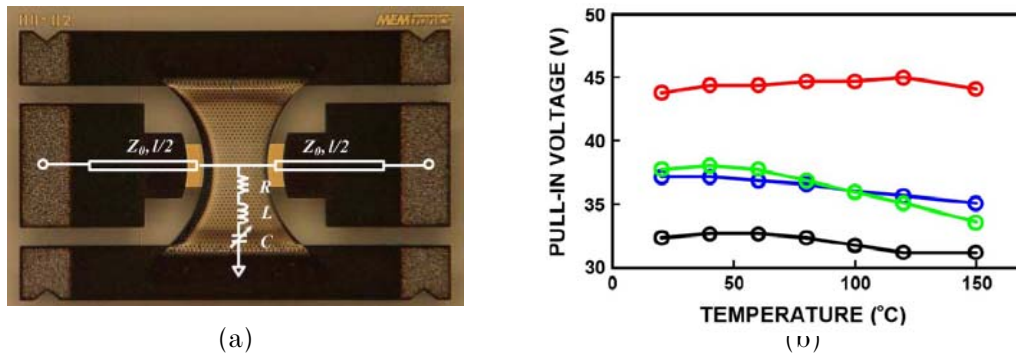 MEMtronics
Z0, l/2
Z0, l/2
R
L
C
(a)
PULL-IN VOLTAGE (V)
50
45
40
35
30
0
50
100
150
TEMPERATURE (°C)
(b)